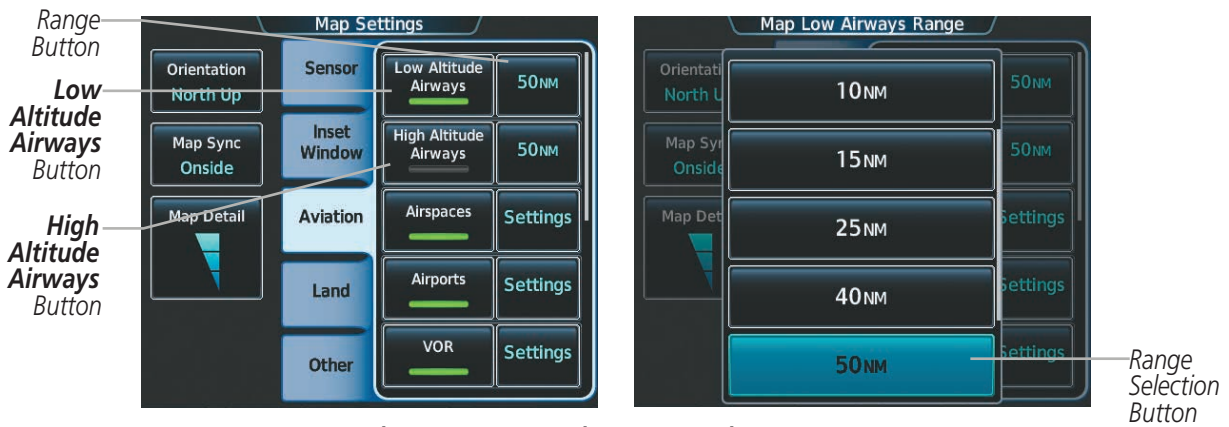 Range
Button
Low
Altitude
Airways
Button
High
Altitude
Airways
Button
Map Settings
Orientation
North Up
Map Sync
Onside
Map Detail
Sensor
Inset
Window
Aviation
Land
Other
Low Altitude
Airways
50NM
High Altitude
Airways
50NM
Airspaces
Settings
Airports
Settings
VOR
Settings
Map Low Airways Range
Orientati
North U
Map Syn
Onside
Map Det
10NM
15NM
25NM
40NM
50NM
50NM
50NM
Settings
Settings
Settings
Range
Selection
Button